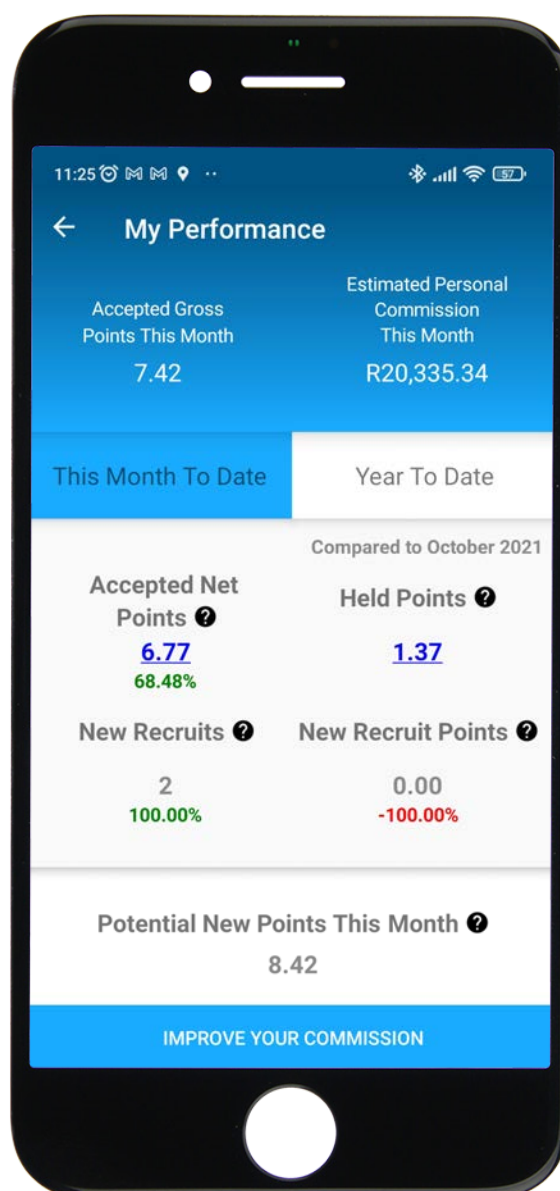 11:25
57
My Performance
Accepted Gross
Points This Month
7.42
Estimated Personal
Commission
This Month
R20,335.34
This Month To Date
Year To Date
Compared to October 2021
Accepted Net
Points ?
6.77
68.48%
Held Points ?
1.37
New Recruits ?
2
100.00%
New Recruit Points ?
0.00
-100.00%
Potential New Points This Month ?
8.42
IMPROVE YOUR COMMISSION